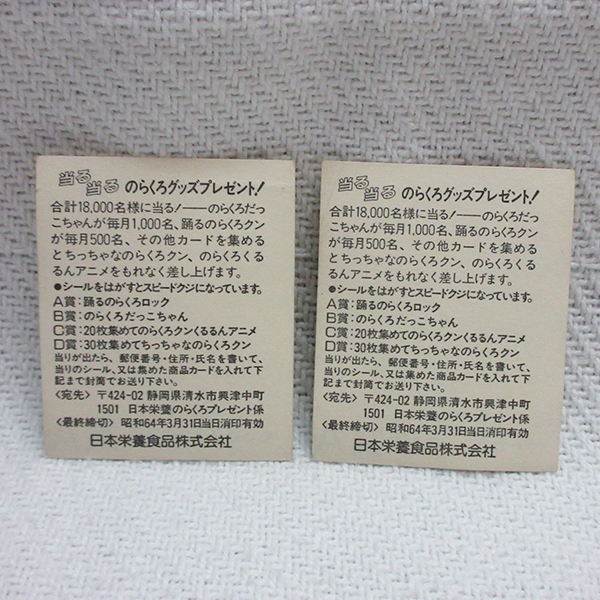 当る
当る のらくろグッズプレゼント!
合計18,000名様に当る!――のらくろだっ
こちゃんが毎月1,000名、踊るのらくろクン
が毎月500名、その他カードを集める
とちっちゃなのらくろクン、のらくろくる
るんアニメをもれなく差し上げます。
●シールをはがすとスピードクジになっています。
A賞:踊るのらくろロック
B賞:のらくろだっこちゃん
C賞:20枚集めてのらくろクンくるるんアニメ
D賞:30枚集めてちっちゃなのらくろクン
当りが出たら、郵便番号・住所・氏名を書いて、
当りのシール、又は集めた商品カードを入れて下
記まで封筒でお送り下さい。
〈宛先〉 〒424-02 静岡県清水市興津中町
1501 日本栄養のらくろプレゼント係
〈最終締切〉 昭和64年3月31日当日消印有効
日本栄養食品株式会社
当る
当る のらくろグッズプレゼント!
合計18,000名様に当る!――のらくろだっ
こちゃんが毎月1,000名、踊るのらくろクン
が毎月500名、その他カードを集める
とちっちゃなのらくろクン、のらくろくる
るんアニメをもれなく差し上げます。
●シールをはがすとスピードクジになっています。
A賞:踊るのらくろロック
B賞:のらくろだっこちゃん
C賞:20枚集めてのらくろクンくるるんアニメ
D賞:30枚集めてちっちゃなのらくろクン
当りが出たら、郵便番号・住所・氏名を書いて、
当りのシール、又は集めた商品カードを入れて下
記まで封筒でお送り下さい。
〈宛先〉 〒424-02 静岡県清水市興津中町
1501 日本栄養のらくろプレゼント係
〈最終締切〉 昭和64年3月31日当日消印有効
日本栄養食品株式会社